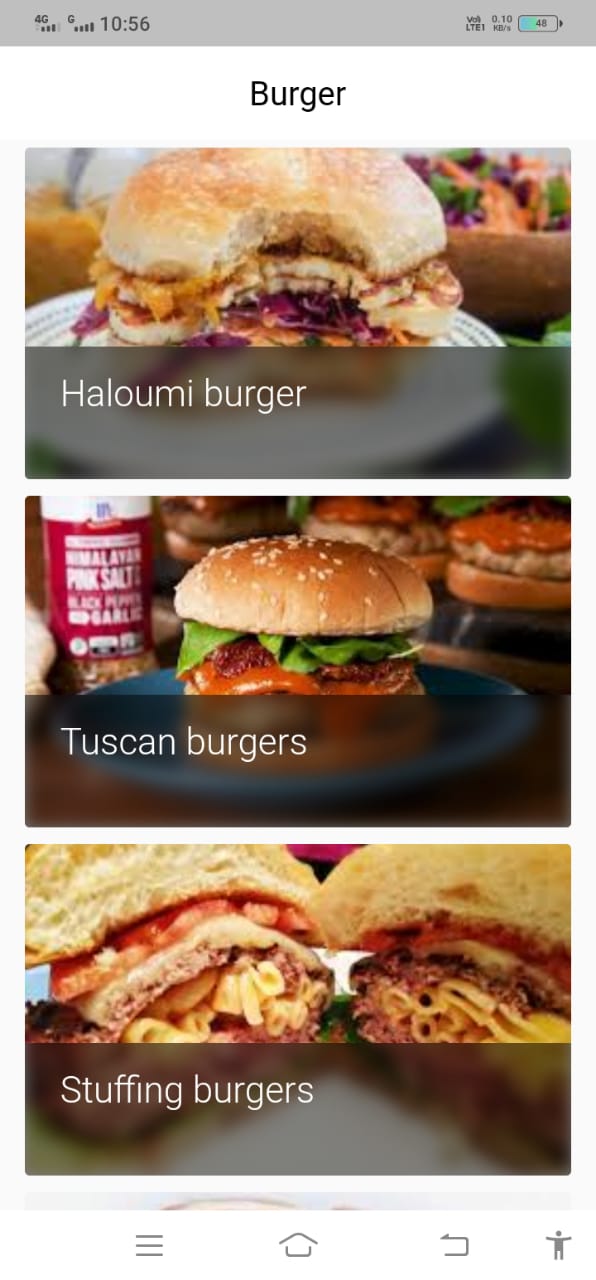 4G G 10:56 Vo) 0.10 48
LTE1 KB/s
Burger
Haloumi burger
HIMALAYAN
PINK SALT
BLACK PEPPER
GARLIC
Tuscan burgers
Stuffing burgers